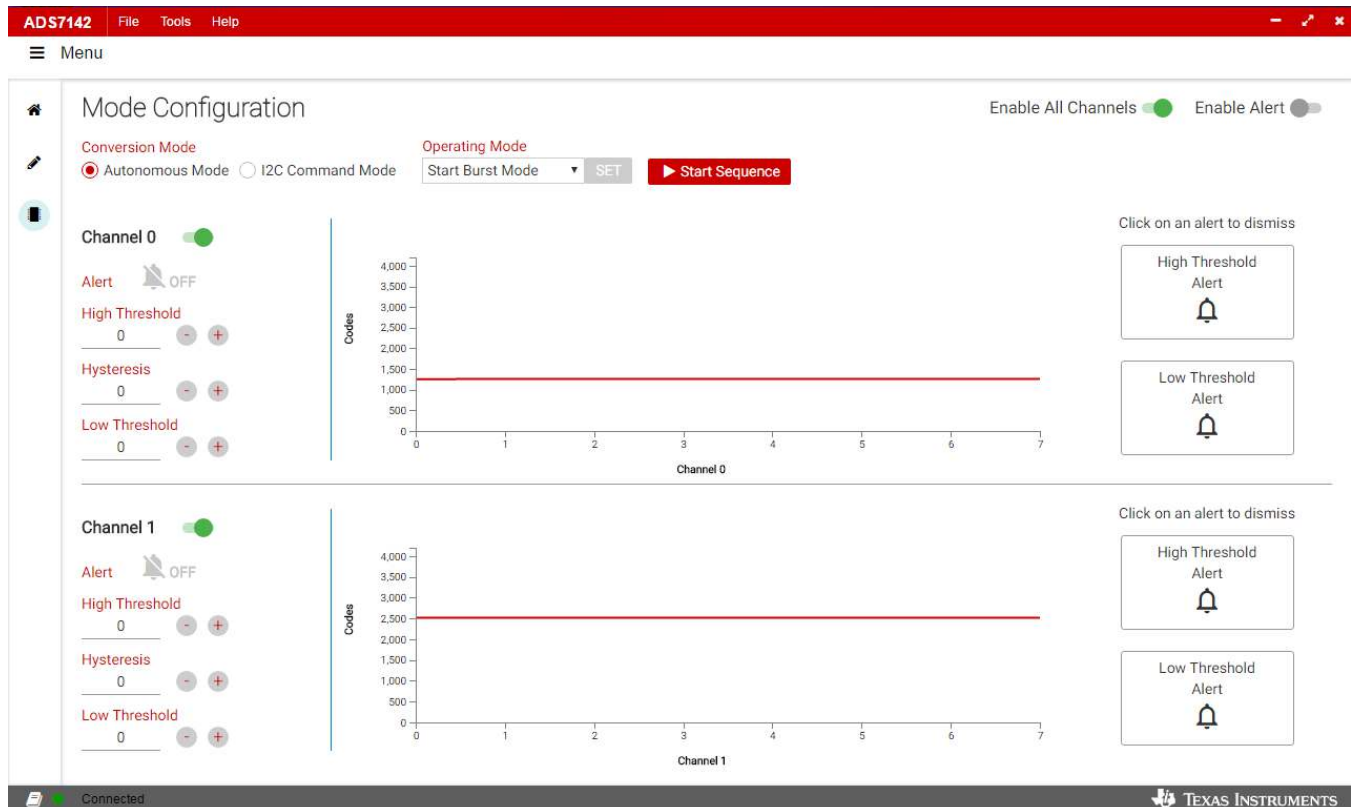 ADS7142 File Tools Help
Menu
Mode Configuration
Enable All Channels Enable Alert
Conversion Mode
Autonomous Mode I2C Command Mode
Operating Mode
Start Burst Mode SET Start Sequence
Channel 0
Alert OFF
High Threshold
0 - +
Hysteresis
0 - +
Low Threshold
0 - +
Codes
4,000
3,500
3,000
2,500
2,000
1,500
1,000
500
0
0 1 2 3 4 5 6 7
Channel 0
Click on an alert to dismiss
High Threshold
Alert
Low Threshold
Alert
Channel 1
Alert OFF
High Threshold
0 - +
Hysteresis
0 - +
Low Threshold
0 - +
Codes
4,000
3,500
3,000
2,500
2,000
1,500
1,000
500
0
0 1 2 3 4 5 6 7
Channel 1
Click on an alert to dismiss
High Threshold
Alert
Low Threshold
Alert
Connected
TEXAS INSTRUMENTS